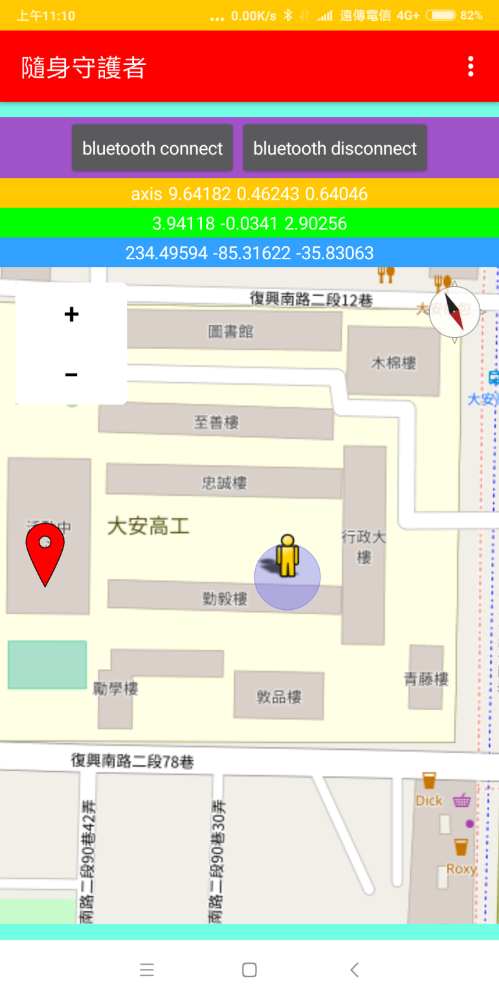 上午11:10 ... 0.00K/s 遠傳電信 4G+ 82%
隨身守護者
bluetooth connect bluetooth disconnect
axis 9.64182 0.46243 0.64046
3.94118 -0.0341 2.90256
234.49594 -85.31622 -35.83063
+
−
復興南路二段12巷
圖書館
木棉樓
大安
至善樓
忠誠樓
大安高工
行政大
樓
勤毅樓
勵學樓
敦品樓
青藤樓
復興南路二段78巷
Dick
南路二段90巷42弄
南路二段90巷30弄
Roxy